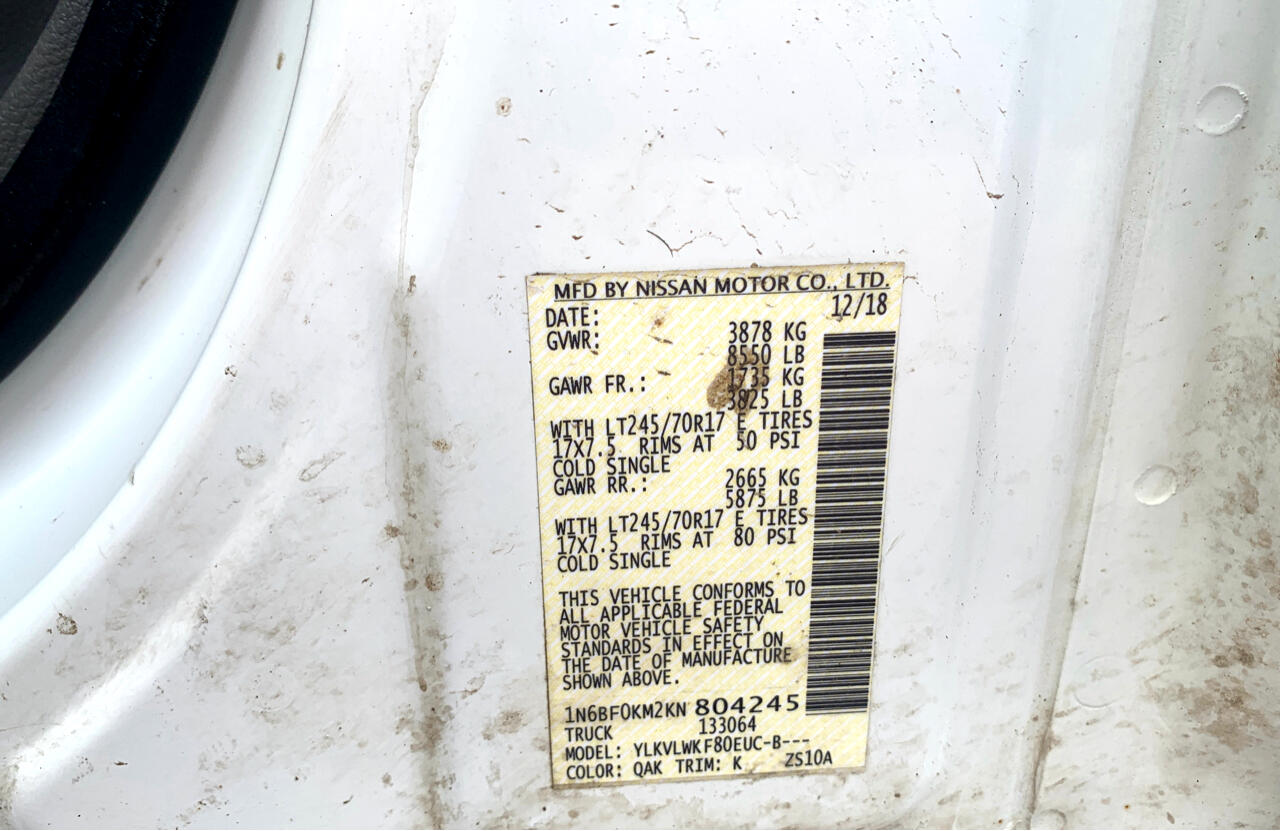 MFD BY NISSAN MOTOR CO., LTD.
DATE: 12/18
GVWR: 3878 KG
8550 LB
GAWR FR.: 1735 KG
3825 LB
WITH LT245/70R17 E TIRES
17X7.5 RIMS AT 50 PSI
COLD SINGLE
GAWR RR.: 2665 KG
5875 LB
WITH LT245/70R17 E TIRES
17X7.5 RIMS AT 80 PSI
COLD SINGLE
THIS VEHICLE CONFORMS TO
ALL APPLICABLE FEDERAL
MOTOR VEHICLE SAFETY
STANDARDS IN EFFECT ON
THE DATE OF MANUFACTURE
SHOWN ABOVE.
1N6BF0KM2KN 804245
TRUCK 133064
MODEL: YLKVLWKF80EUC-B---
COLOR: QAK TRIM: K ZS10A